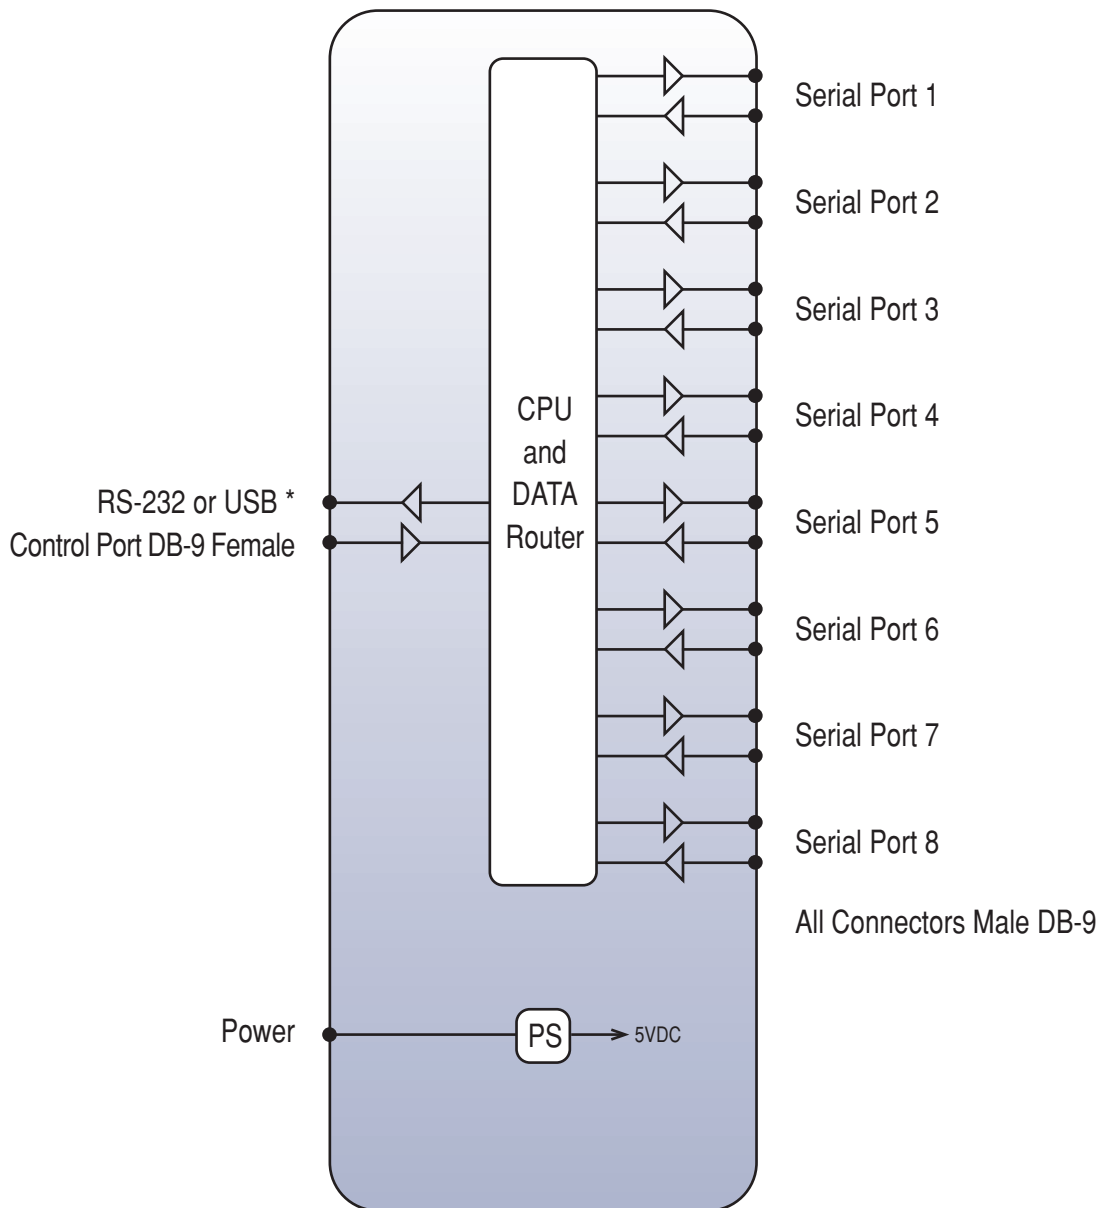 Serial Port 1
Serial Port 2
Serial Port 3
Serial Port 4
CPU
and
DATA
Router
RS-232 or USB *
Control Port DB-9 Female
Serial Port 5
Serial Port 6
Serial Port 7
Serial Port 8
All Connectors Male DB-9
Power
PS
5VDC